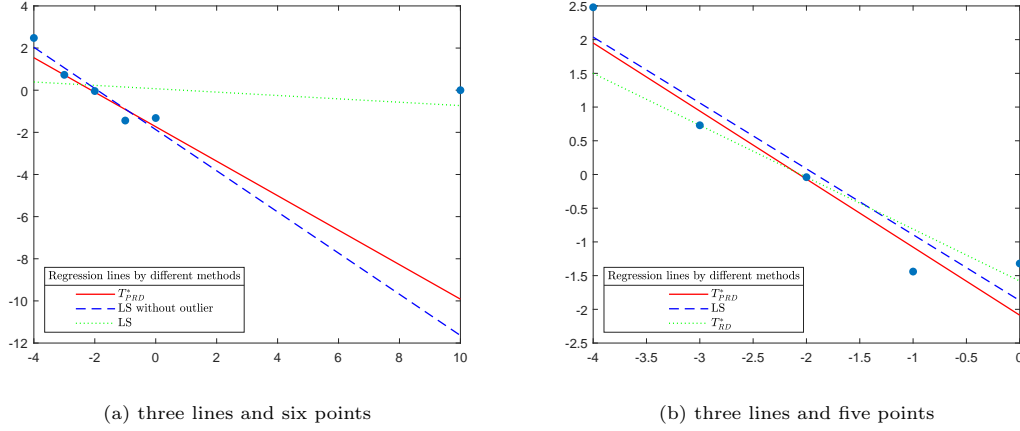 4
2
0
-2
-4
-6
-8
-10
-12
-4 -2 0 2 4 6 8 10
Regression lines by different methods
T*PRD
LS without outlier
LS
(a) three lines and six points
2.5
2
1.5
1
0.5
0
-0.5
-1
-1.5
-2
-2.5
-4 -3.5 -3 -2.5 -2 -1.5 -1 -0.5 0
Regression lines by different methods
T*PRD
LS
T*RD
(b) three lines and five points